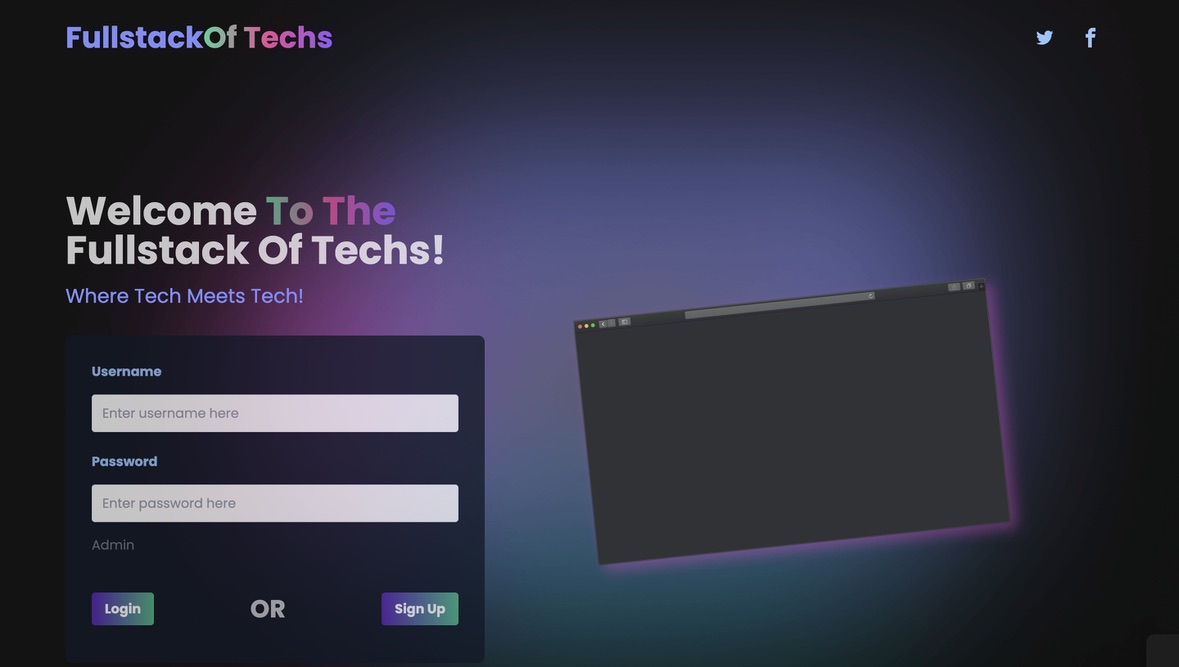 FullstackOf Techs
Welcome To The
Fullstack Of Techs!
Where Tech Meets Tech!
Username
Enter username here
Password
Enter password here
Admin
Login OR Sign Up